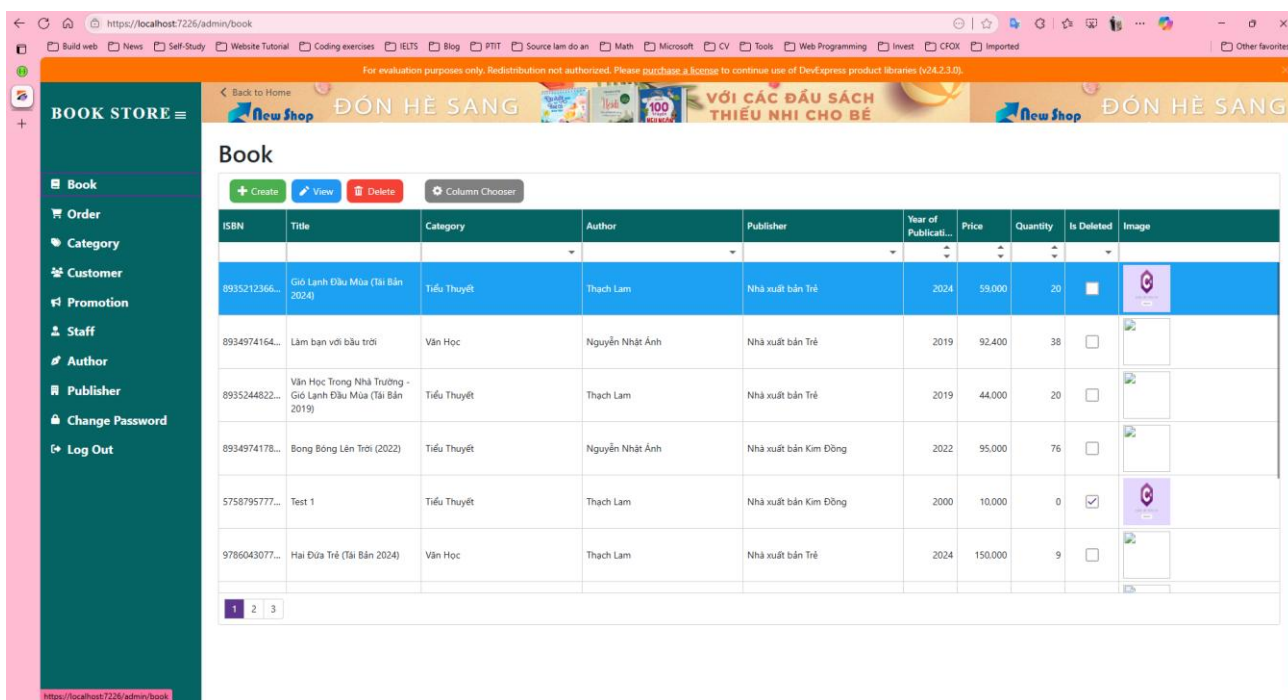 https://localhost:7226/admin/book
Build web News Self-Study Website Tutorial Coding exercises IELTS Blog PTIT Source lam do an Math Microsoft CV Tools Web Programming Invest CFOX Imported Other favorites
For evaluation purposes only. Redistribution not authorized. Please purchase a license to continue use of DevExpress product libraries (v24.2.3.0).
Back to Home
New Shop ĐÓN HÈ SANG 100 VỚI CÁC ĐẦU SÁCH THIẾU NHI CHO BÉ New Shop ĐÓN HÈ SANG
BOOK STORE
Book
Order
Category
Customer
Promotion
Staff
Author
Publisher
Change Password
Log Out
Book
Create View Delete Column Chooser
ISBN Title Category Author Publisher Year of Publicati... Price Quantity Is Deleted Image
8935212366... Gió Lạnh Đầu Mùa (Tái Bản 2024) Tiểu Thuyết Thạch Lam Nhà xuất bản Trẻ 2024 59,000 20
8934974164... Làm bạn với bầu trời Văn Học Nguyễn Nhật Ánh Nhà xuất bản Trẻ 2019 92,400 38
8935244822... Văn Học Trong Nhà Trường - Gió Lạnh Đầu Mùa (Tái Bản 2019) Tiểu Thuyết Thạch Lam Nhà xuất bản Trẻ 2019 44,000 20
8934974178... Bong Bóng Lên Trời (2022) Tiểu Thuyết Nguyễn Nhật Ánh Nhà xuất bản Kim Đồng 2022 95,000 76
5758795777... Test 1 Tiểu Thuyết Thạch Lam Nhà xuất bản Kim Đồng 2000 10,000 0
9786043077... Hai Đứa Trẻ (Tái Bản 2024) Văn Học Thạch Lam Nhà xuất bản Trẻ 2024 150,000 9
1 2 3
https://localhost:7226/admin/book